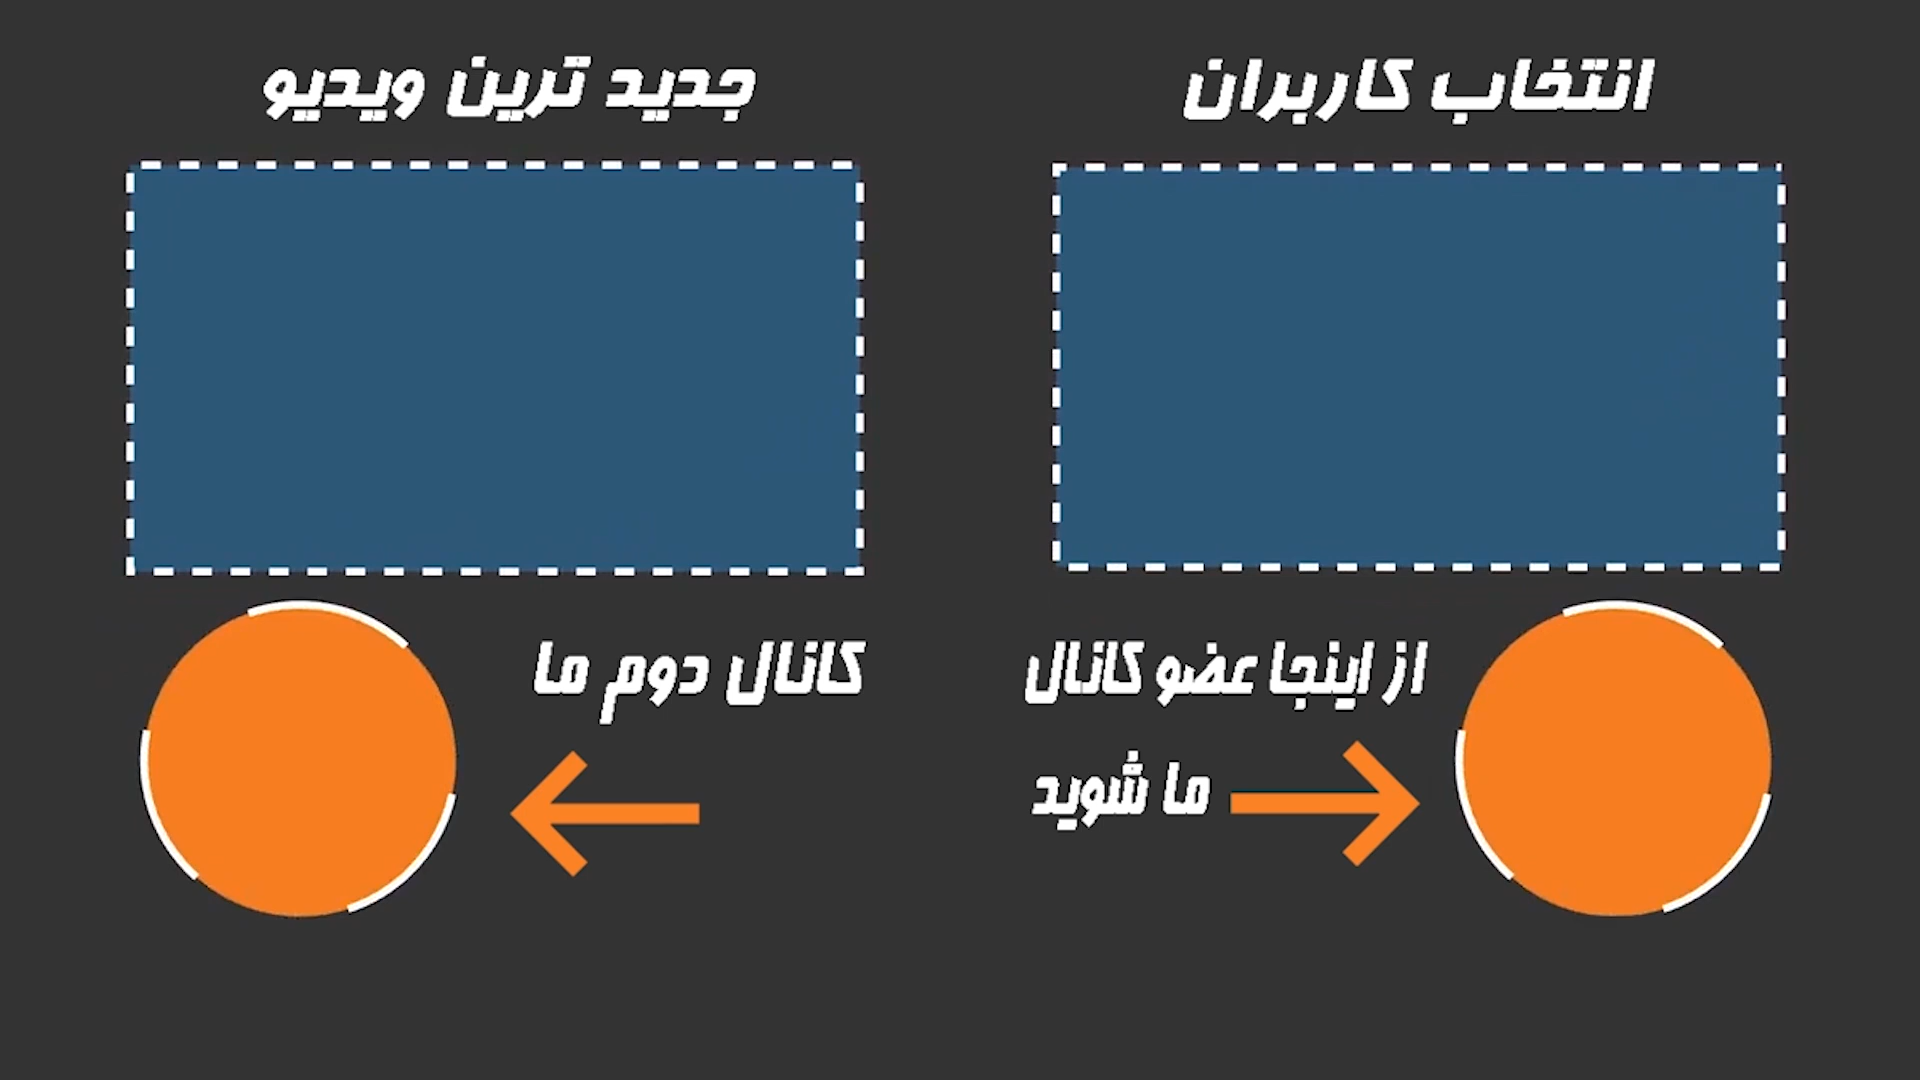 انتخاب کاربران
جدید ترین ویدیو
از اینجا عضو کانال
ما شوید
کانال دوم ما